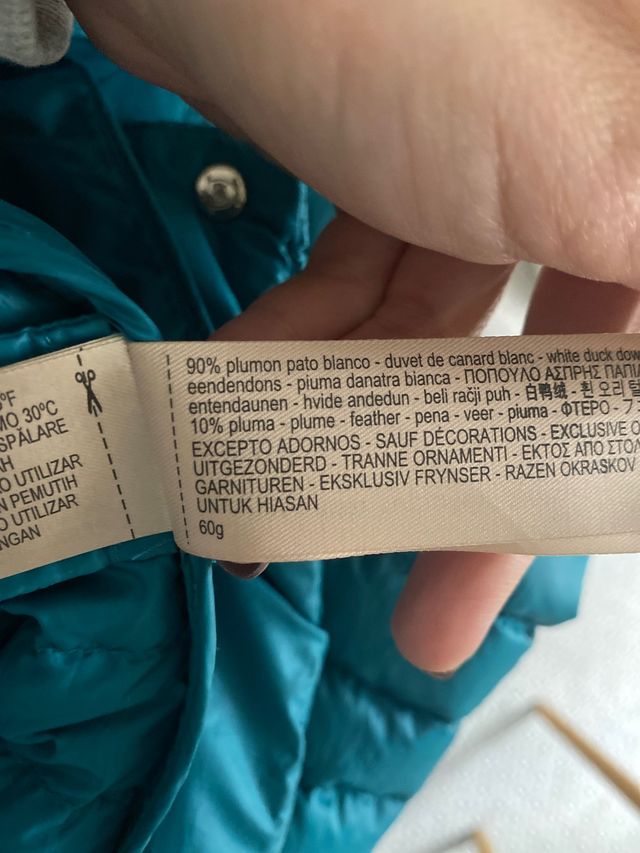 °F
MO 30°C
SPĂLARE
AH
O UTILIZAR
N PEMUTIH
O UTILIZAR
NGAN
90% plumon pato blanco - duvet de canard blanc - white duck dow
eendendons - piuma danatra bianca - ΠΟΠΟΥΛΟ ΑΣΠΡΗΣ ΠΑΠΙ
entendaunen - hvide andedun - beli račji puh - 白鸭绒 - 흰 오리 털
10% pluma - plume - feather - pena - veer - piuma - ΦΤΕΡΟ - フ
EXCEPTO ADORNOS - SAUF DÉCORATIONS - EXCLUSIVE O
UITGEZONDERD - TRANNE ORNAMENTI - ΕΚΤΟΣ ΑΠΟ ΣΤΟΛ
GARNITUREN - EKSKLUSIV FRYNSER - RAZEN OKRASKOV
UNTUK HIASAN
60g